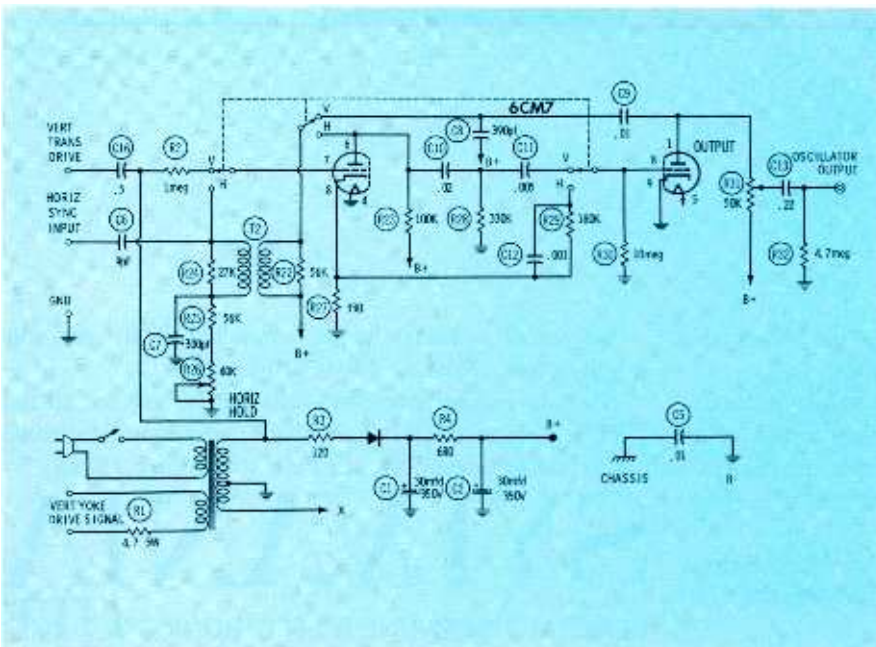 6CM7
C9
.01
V
H
C8
390pf
VERT
TRANS
DRIVE
C16
.5
R2
1meg
V
H
6
7
8
4
C10
.02
B+
C11
V
H
1
9
5
OUTPUT
OSCILLATOR
OUTPUT
C13
.22
R31
50K
HORIZ
SYNC
INPUT
C6
T2
R23
100K
R28
330K
R29
180K
C12
.001
R30
10meg
R32
4.7meg
R24
27K
R22
56K
B+
R27
B+
GND
R25
56K
C7
B+
R26
60K
HORIZ
HOLD
R3
120
R4
680
B+
C5
.01
CHASSIS
B-
C1
30mfd
350V
C2
30mfd
350V
VERT YOKE
DRIVE SIGNAL
R1
4.7 5W
X